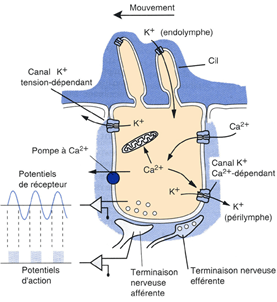 Mouvement
K⁺ (endolymphe)
Cil
Canal K⁺
tension-dépendant
K⁺
Ca²⁺
Pompe à Ca²⁺
Ca²⁺
Canal K⁺
Ca²⁺-dépendant
K⁺
K⁺
(périlymphe)
Potentiels
de récepteur
Potentiels
d'action
Terminaison
nerveuse
afférente
Terminaison nerveuse
efférente